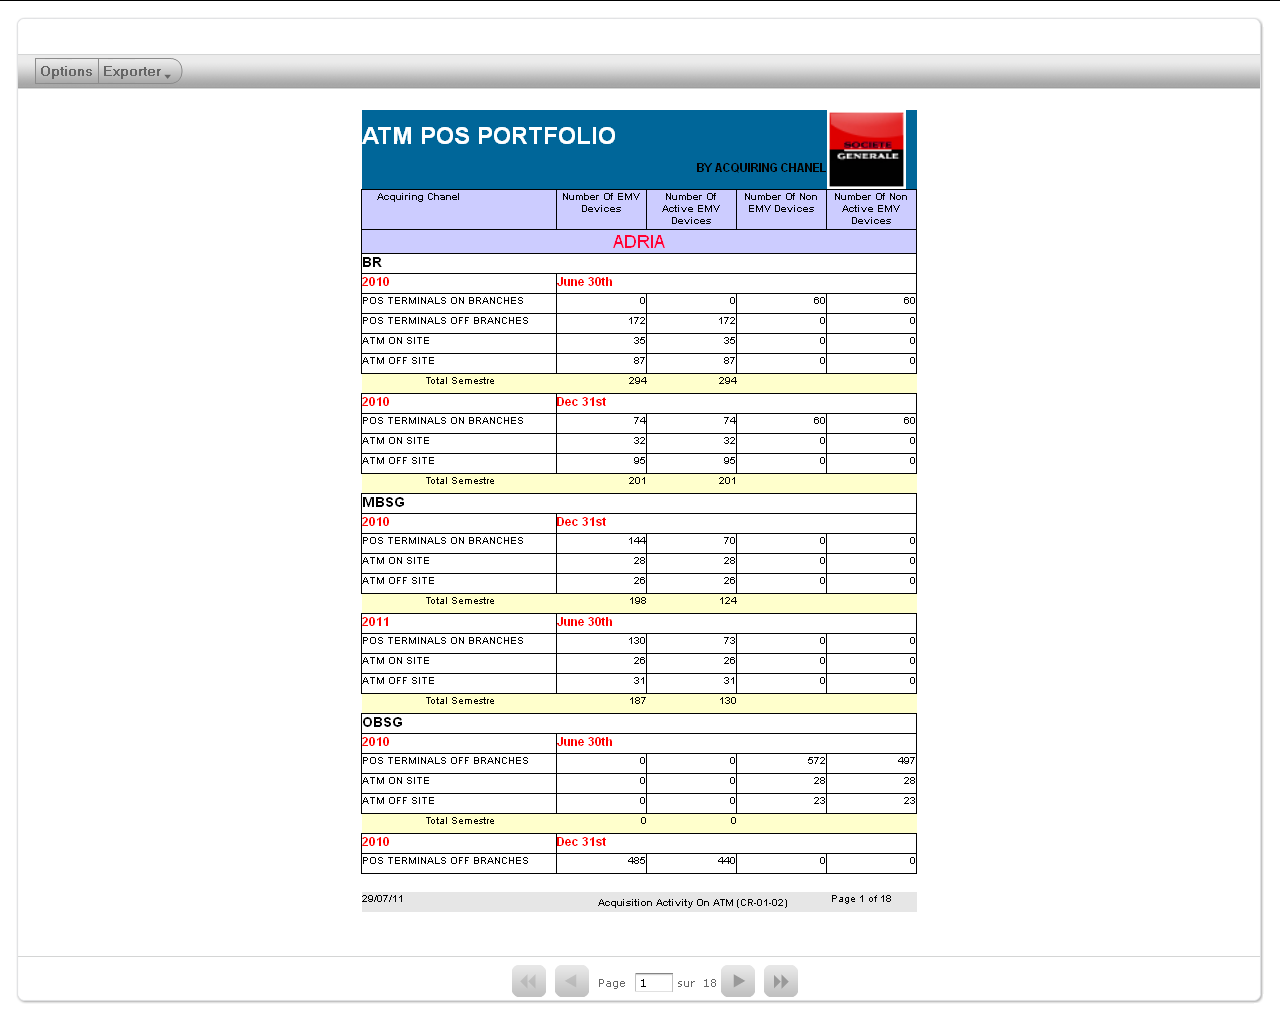 Options Exporter
ATM POS PORTFOLIO
BY ACQUIRING CHANEL
SOCIETE
GENERALE
Acquiring Chanel Number Of EMV Devices Number Of Active EMV Devices Number Of Non EMV Devices Number Of Non Active EMV Devices
ADRIA
BR
2010 June 30th
POS TERMINALS ON BRANCHES 0 0 60 60
POS TERMINALS OFF BRANCHES 172 172 0 0
ATM ON SITE 35 35 0 0
ATM OFF SITE 87 87 0 0
Total Semestre 294 294
2010 Dec 31st
POS TERMINALS ON BRANCHES 74 74 60 60
ATM ON SITE 32 32 0 0
ATM OFF SITE 95 95 0 0
Total Semestre 201 201
MBSG
2010 Dec 31st
POS TERMINALS ON BRANCHES 144 70 0 0
ATM ON SITE 28 28 0 0
ATM OFF SITE 26 26 0 0
Total Semestre 198 124
2011 June 30th
POS TERMINALS ON BRANCHES 130 73 0 0
ATM ON SITE 26 26 0 0
ATM OFF SITE 31 31 0 0
Total Semestre 187 130
OBSG
2010 June 30th
POS TERMINALS OFF BRANCHES 0 0 572 497
ATM ON SITE 0 0 28 28
ATM OFF SITE 0 0 23 23
Total Semestre 0 0
2010 Dec 31st
POS TERMINALS OFF BRANCHES 485 440 0 0
29/07/11 Acquisition Activity On ATM (CR-01-02) Page 1 of 18
Page 1 sur 18